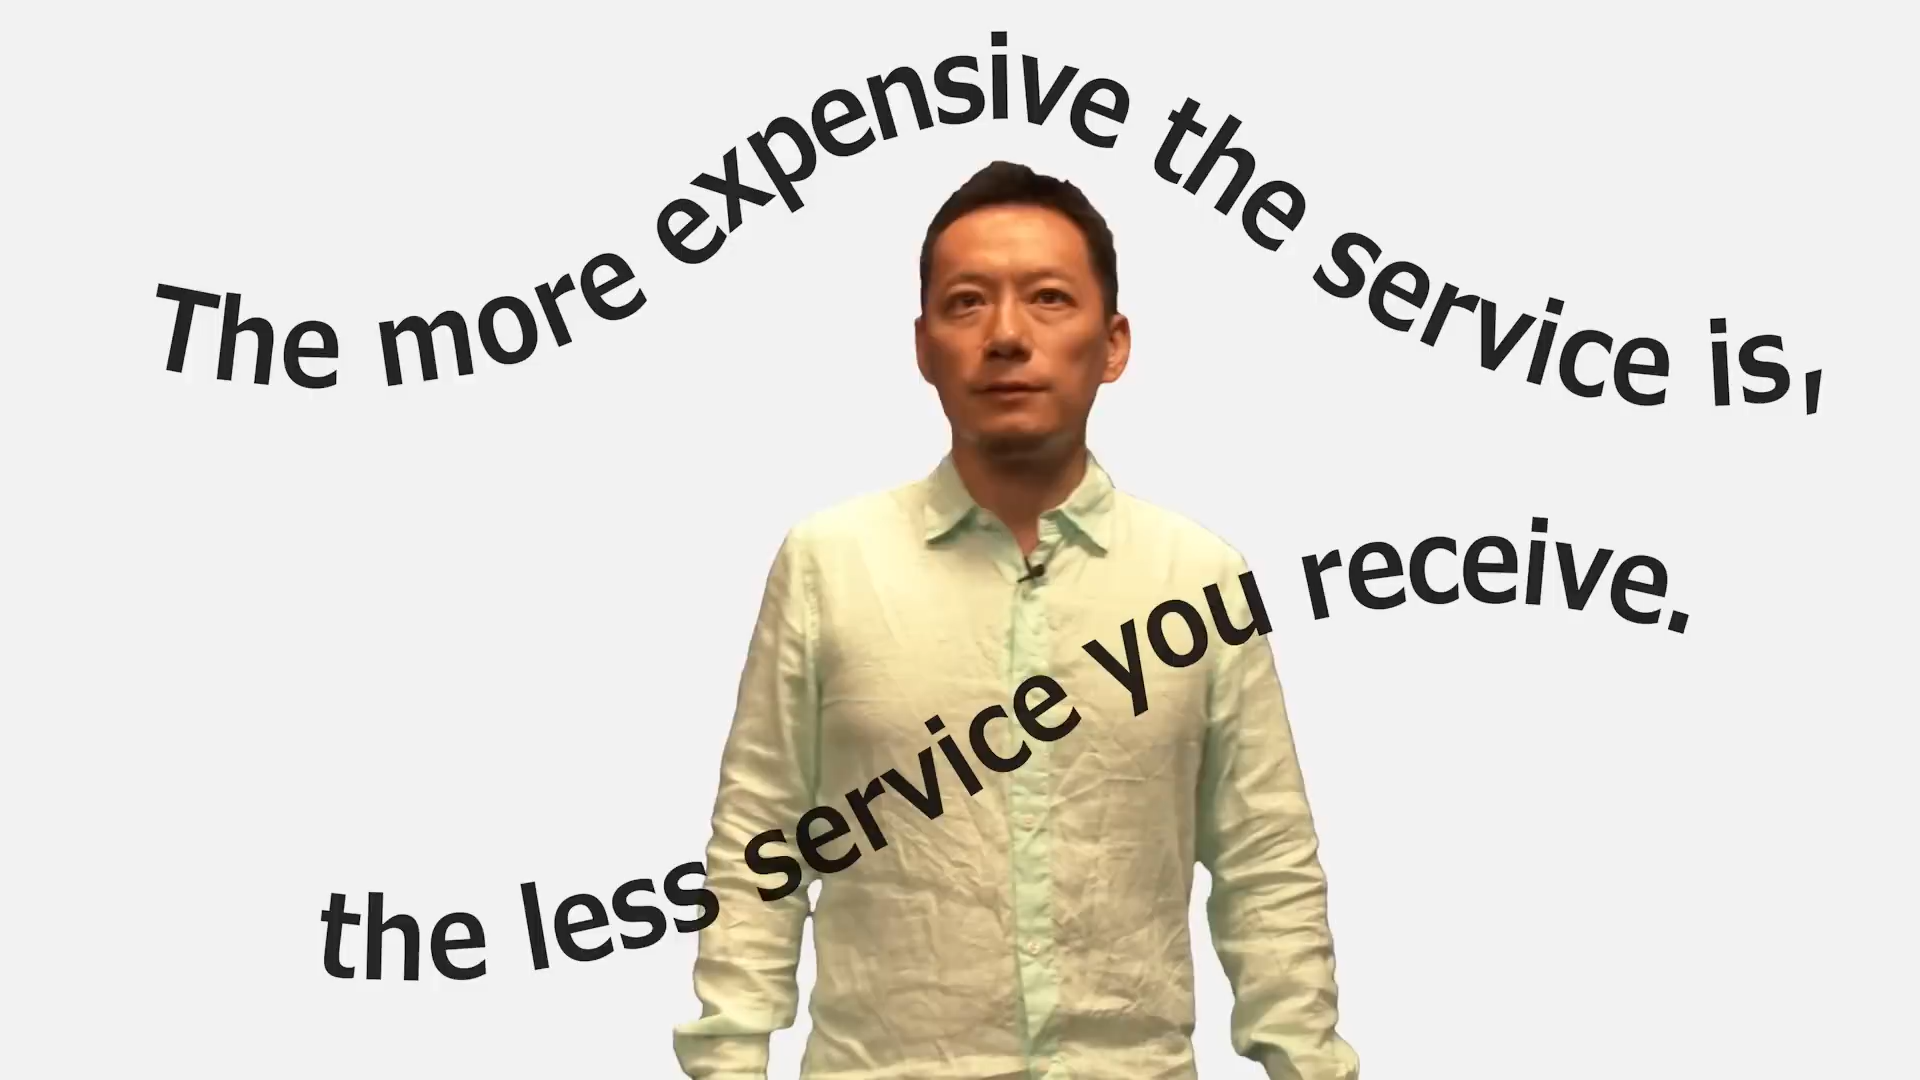 The more expensive the service is,
the less service you receive.